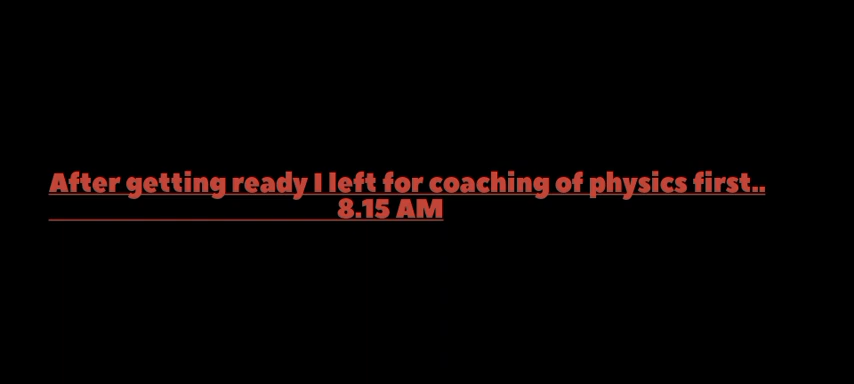 After getting ready I left for coaching of physics first..
8.15 AM